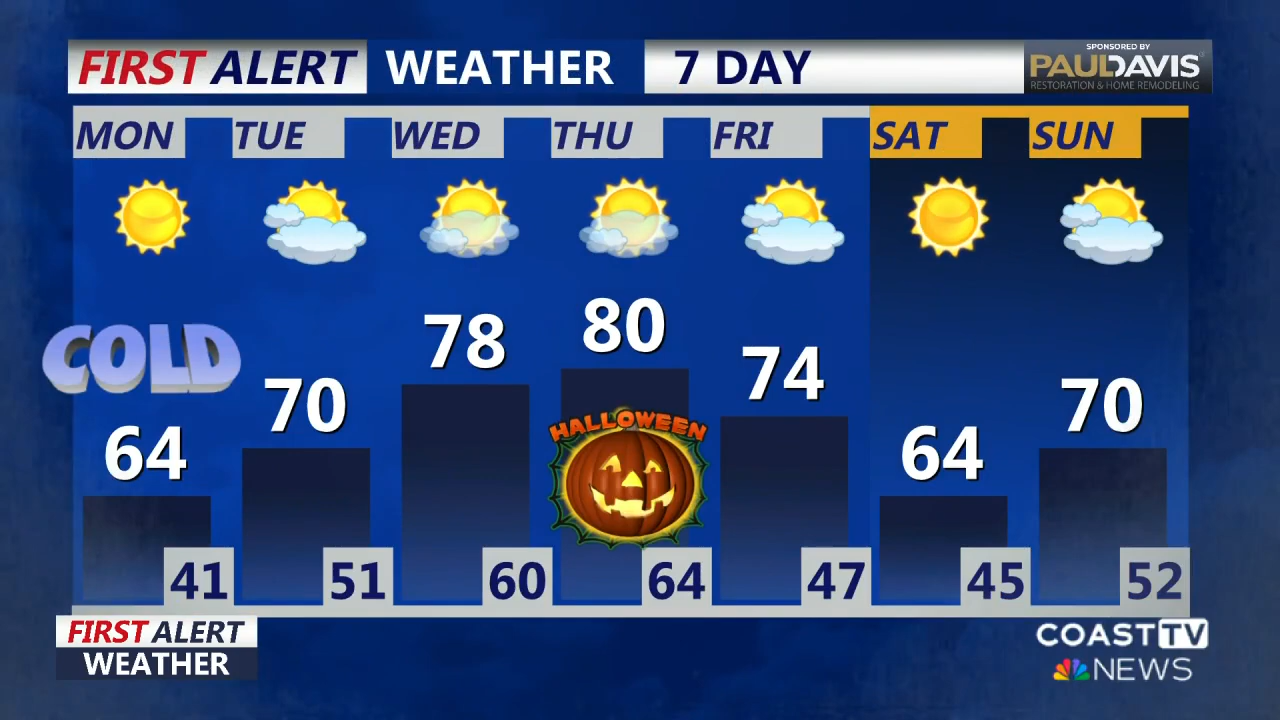 FIRST ALERT WEATHER 7 DAY
SPONSORED BY
PAUL DAVIS
RESTORATION & HOME REMODELING
MON TUE WED THU FRI SAT SUN
COLD
64 70 78 80 74 64 70
HALLOWEEN
41 51 60 64 47 45 52
FIRST ALERT
WEATHER
COAST TV
NEWS